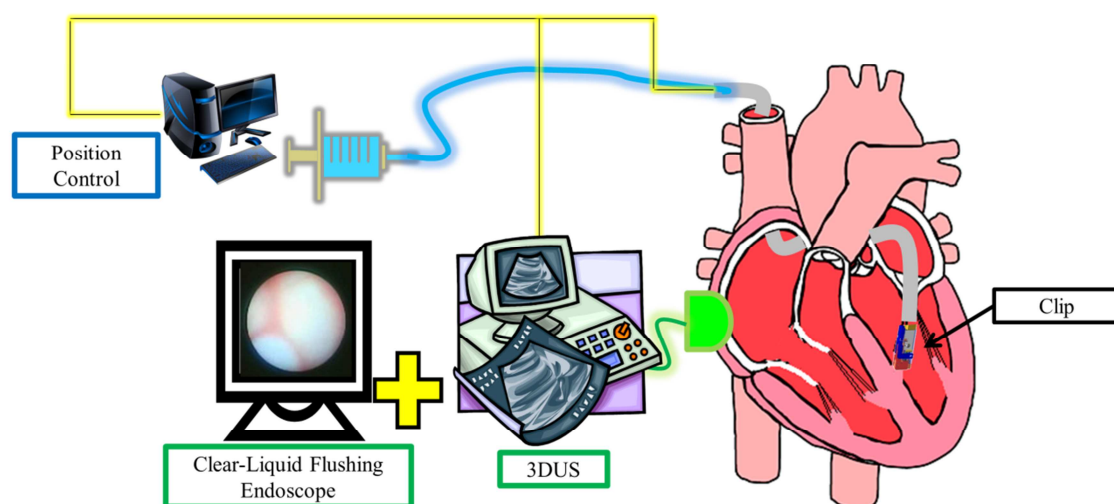 Position
Control
Clip
Clear-Liquid Flushing
Endoscope
3DUS